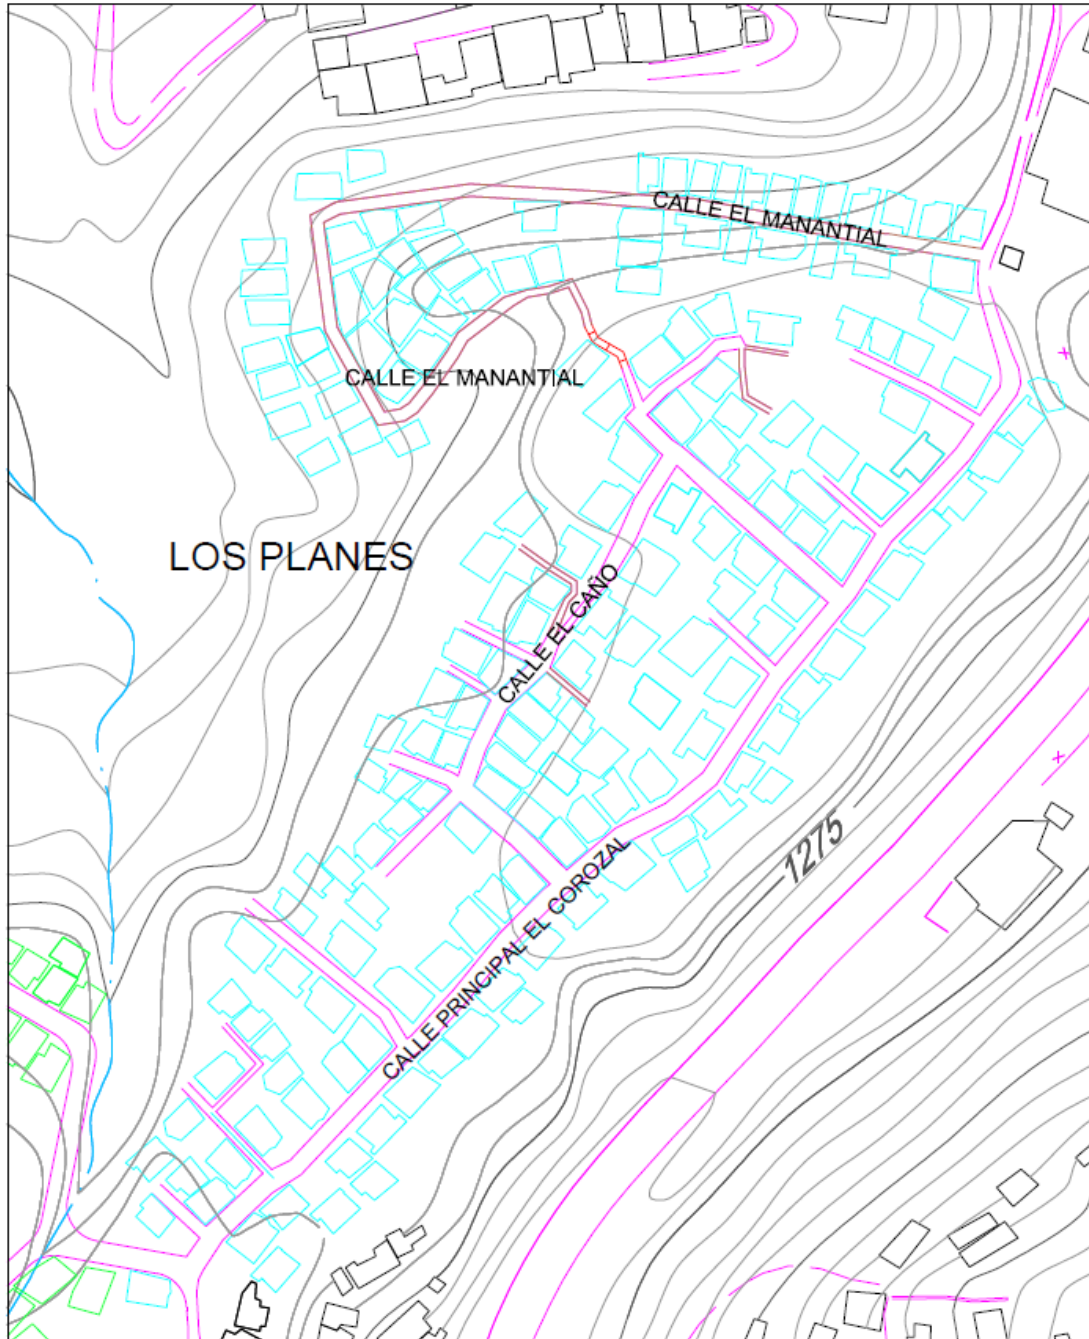 CALLE EL MANANTIAL
CALLE EL MANANTIAL
LOS PLANES
CALLE EL CAÑO
1275
CALLE PRINCIPAL EL COROZAL